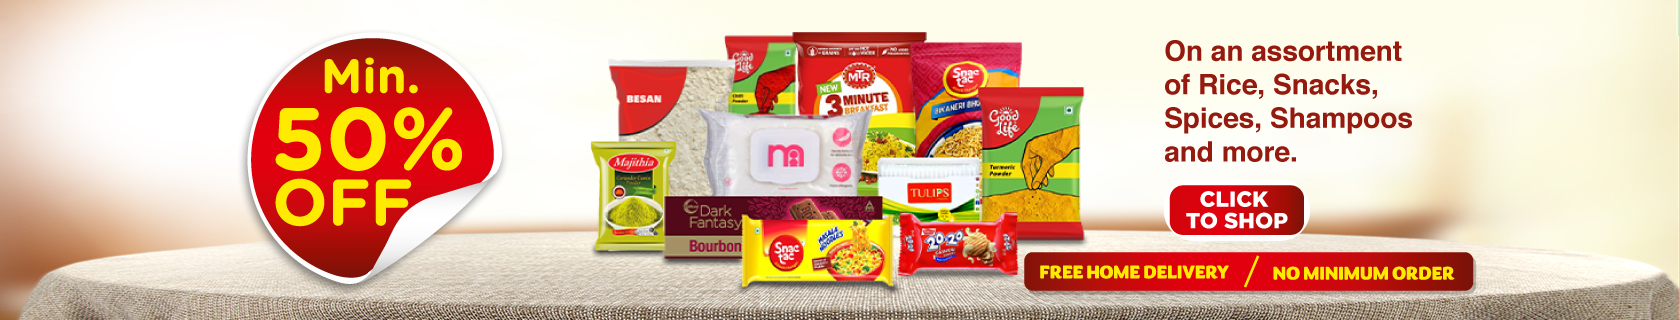 Min.
50%
OFF
BESAN
Good
Life
MTR
NEW
3 MINUTE
BREAKFAST
Snac
tac
Good
Life
Turmeric
Powder
Majithia
TULIPS
Dark
Fantasy
Bourbon
Snac
tac
MASALA
NOODLES
20-20
On an assortment
of Rice, Snacks,
Spices, Shampoos
and more.
CLICK
TO SHOP
FREE HOME DELIVERY / NO MINIMUM ORDER